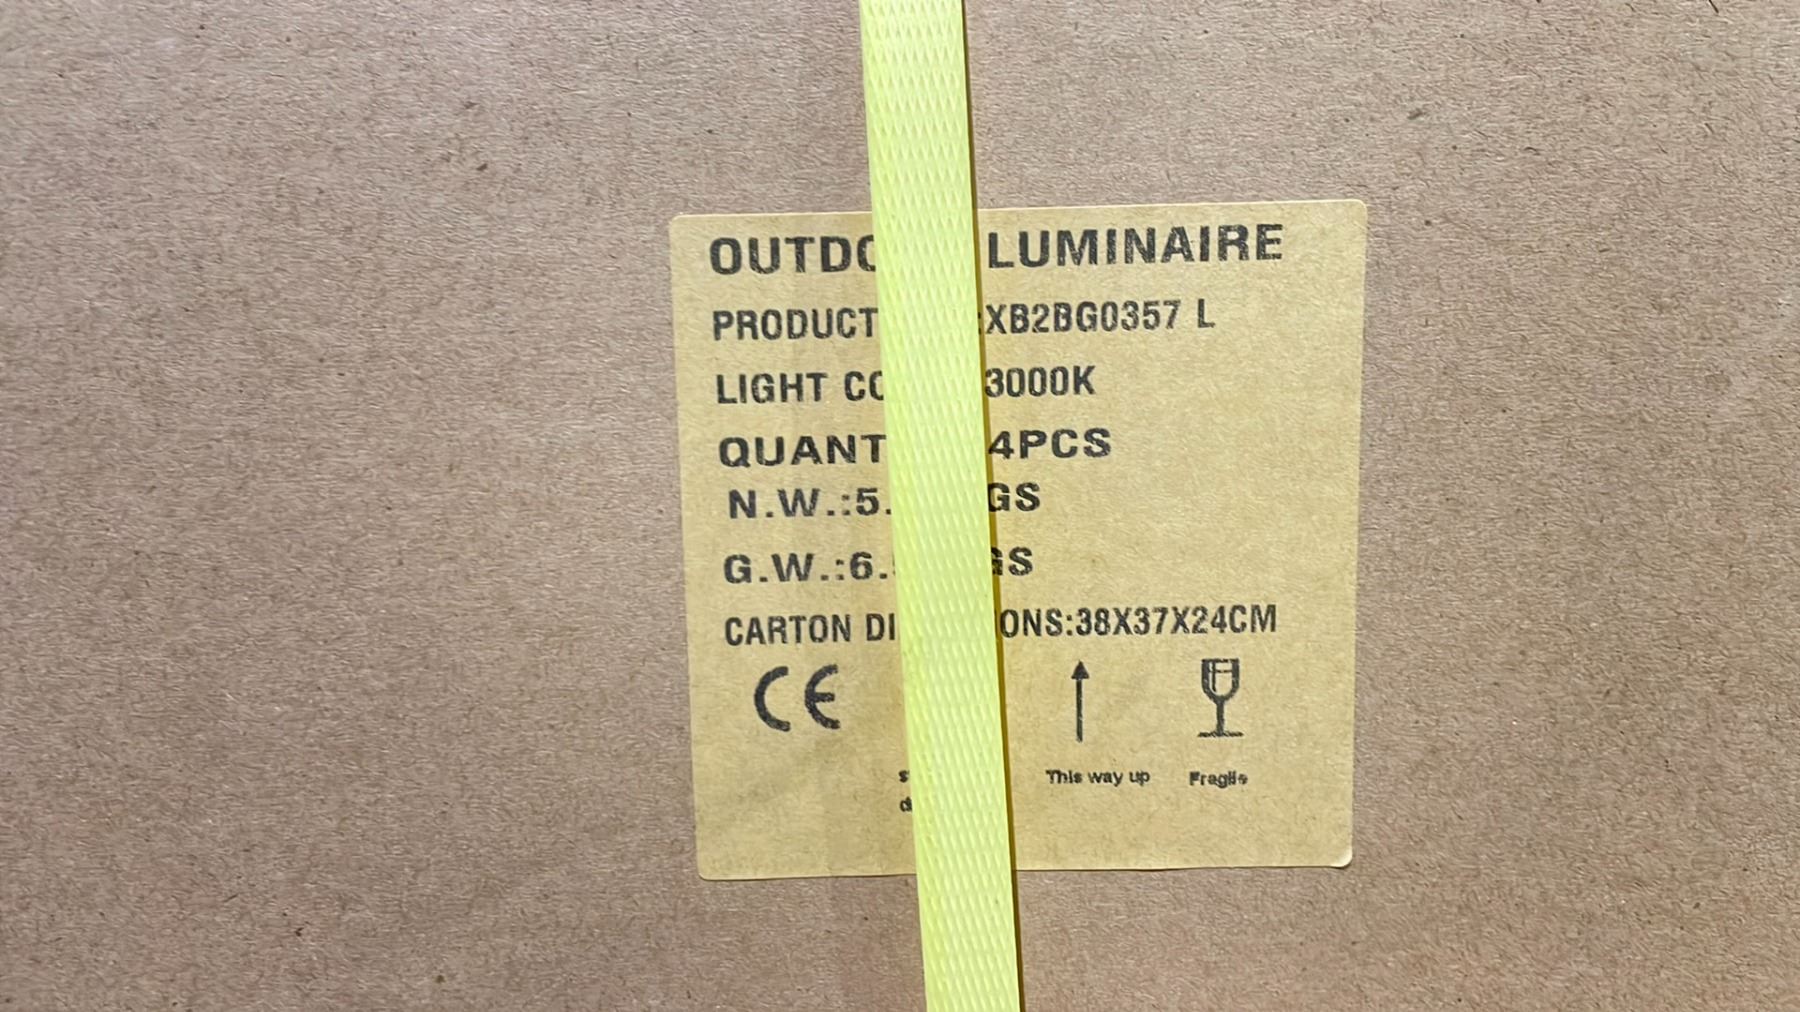 OUTDO LUMINAIRE
PRODUCT :XB2BG0357 L
LIGHT CO 3000K
QUANT 4PCS
N.W.:5. GS
G.W.:6. GS
CARTON DI IONS:38X37X24CM
CE
This way up Fragile